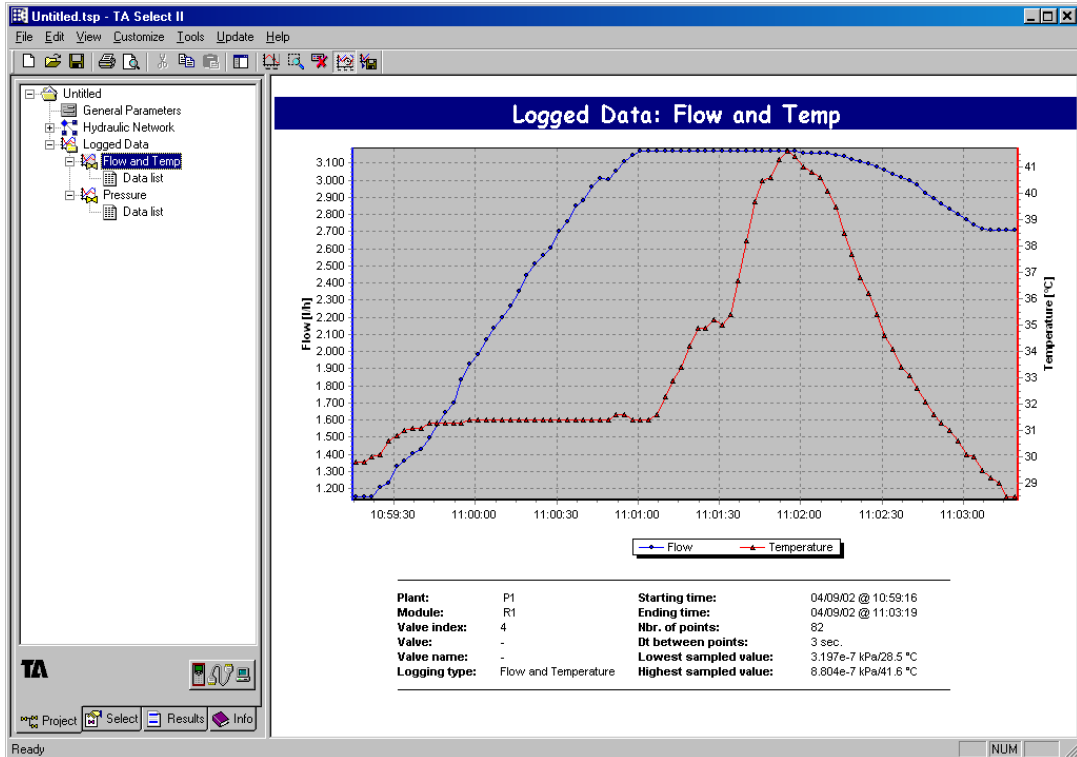 Untitled.tsp - TA Select II
File Edit View Customize Tools Update Help
Untitled
General Parameters
Hydraulic Network
Logged Data
Flow and Temp
Data list
Pressure
Data list
TA
Project Select Results Info
Logged Data: Flow and Temp
Flow [l/h]
3.100
3.000
2.900
2.800
2.700
2.600
2.500
2.400
2.300
2.200
2.100
2.000
1.900
1.800
1.700
1.600
1.500
1.400
1.300
1.200
41
40
39
38
37
36
35
34
33
32
31
30
29
Temperature [°C]
10:59:30 11:00:00 11:00:30 11:01:00 11:01:30 11:02:00 11:02:30 11:03:00
Flow Temperature
Plant: P1 Starting time: 04/09/02 @ 10:59:16
Module: R1 Ending time: 04/09/02 @ 11:03:19
Valve index: 4 Nbr. of points: 82
Valve: - Dt between points: 3 sec.
Valve name: - Lowest sampled value: 3.197e-7 kPa/28.5 °C
Logging type: Flow and Temperature Highest sampled value: 8.804e-7 kPa/41.6 °C
Ready NUM